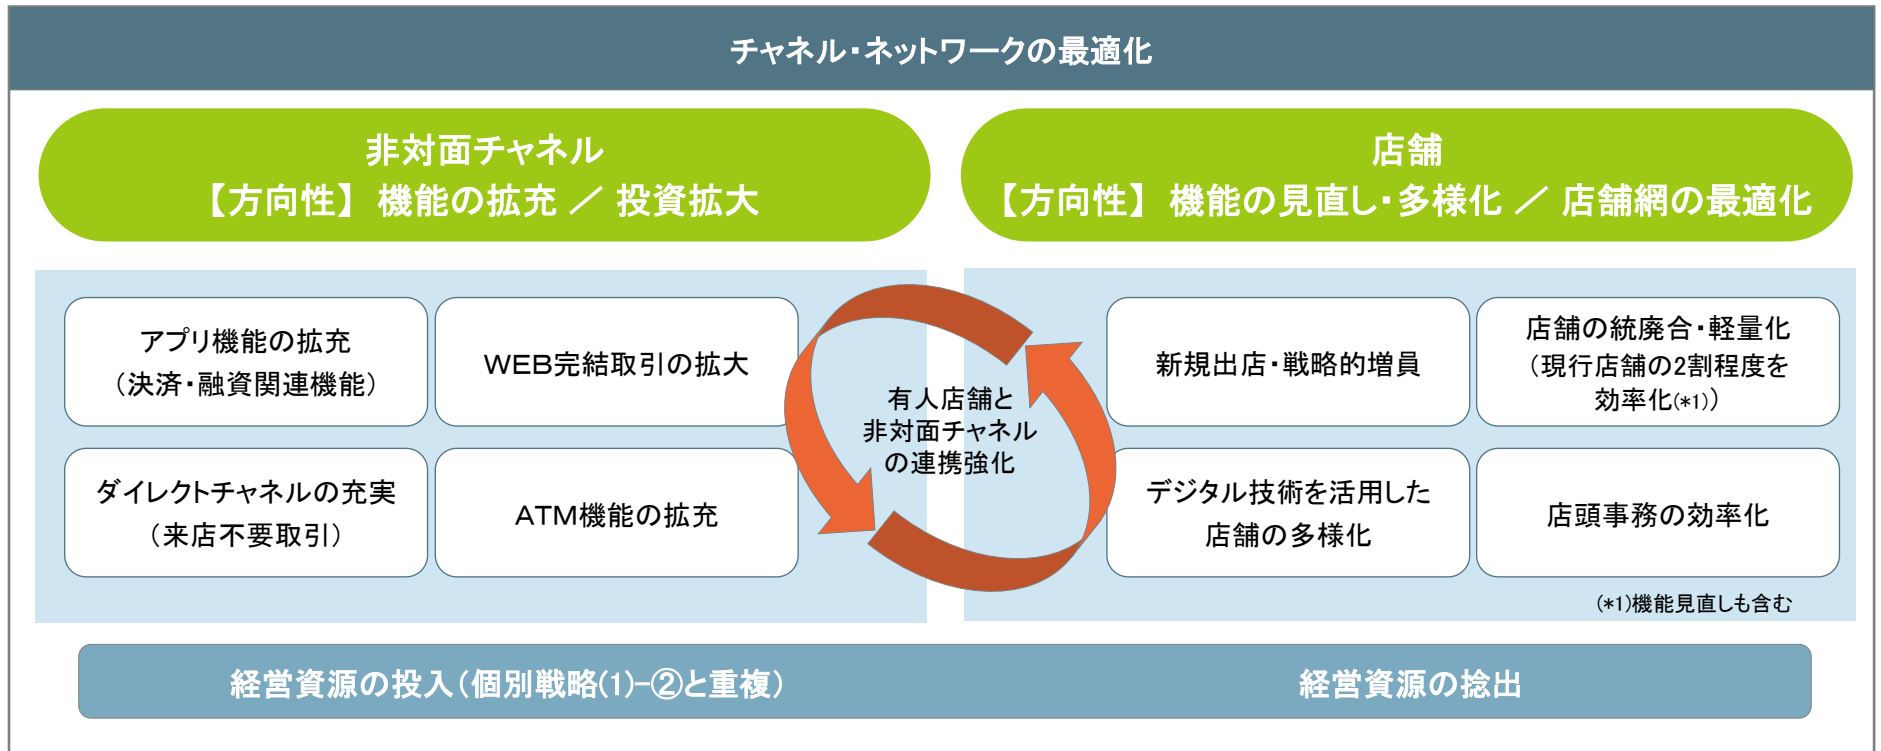 チャネル・ネットワークの最適化
非対面チャネル
【方向性】 機能の拡充 ／ 投資拡大
店舗
【方向性】 機能の見直し・多様化 ／ 店舗網の最適化
アプリ機能の拡充
（決済・融資関連機能）
ＷＥＢ完結取引の拡大
ダイレクトチャネルの充実
（来店不要取引）
ＡＴＭ機能の拡充
有人店舗と
非対面チャネル
の連携強化
新規出店・戦略的増員
店舗の統廃合・軽量化
（現行店舗の2割程度を
効率化(*1)）
デジタル技術を活用した
店舗の多様化
店頭事務の効率化
(*1)機能見直しも含む
経営資源の投入（個別戦略(1)-②と重複）
経営資源の捻出